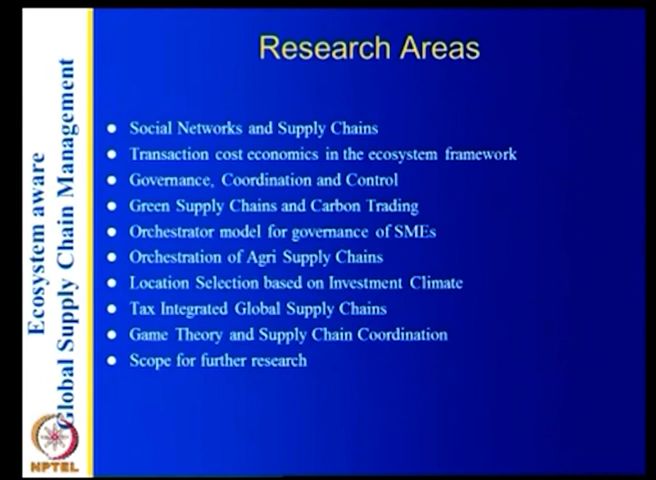 Research Areas
Social Networks and Supply Chains
Transaction cost economics in the ecosystem framework
Governance, Coordination and Control
Green Supply Chains and Carbon Trading
Orchestrator model for governance of SMEs
Orchestration of Agri Supply Chains
Location Selection based on Investment Climate
Tax Integrated Global Supply Chains
Game Theory and Supply Chain Coordination
Scope for further research
Ecosystem aware
Global Supply Chain Management
NPTEL